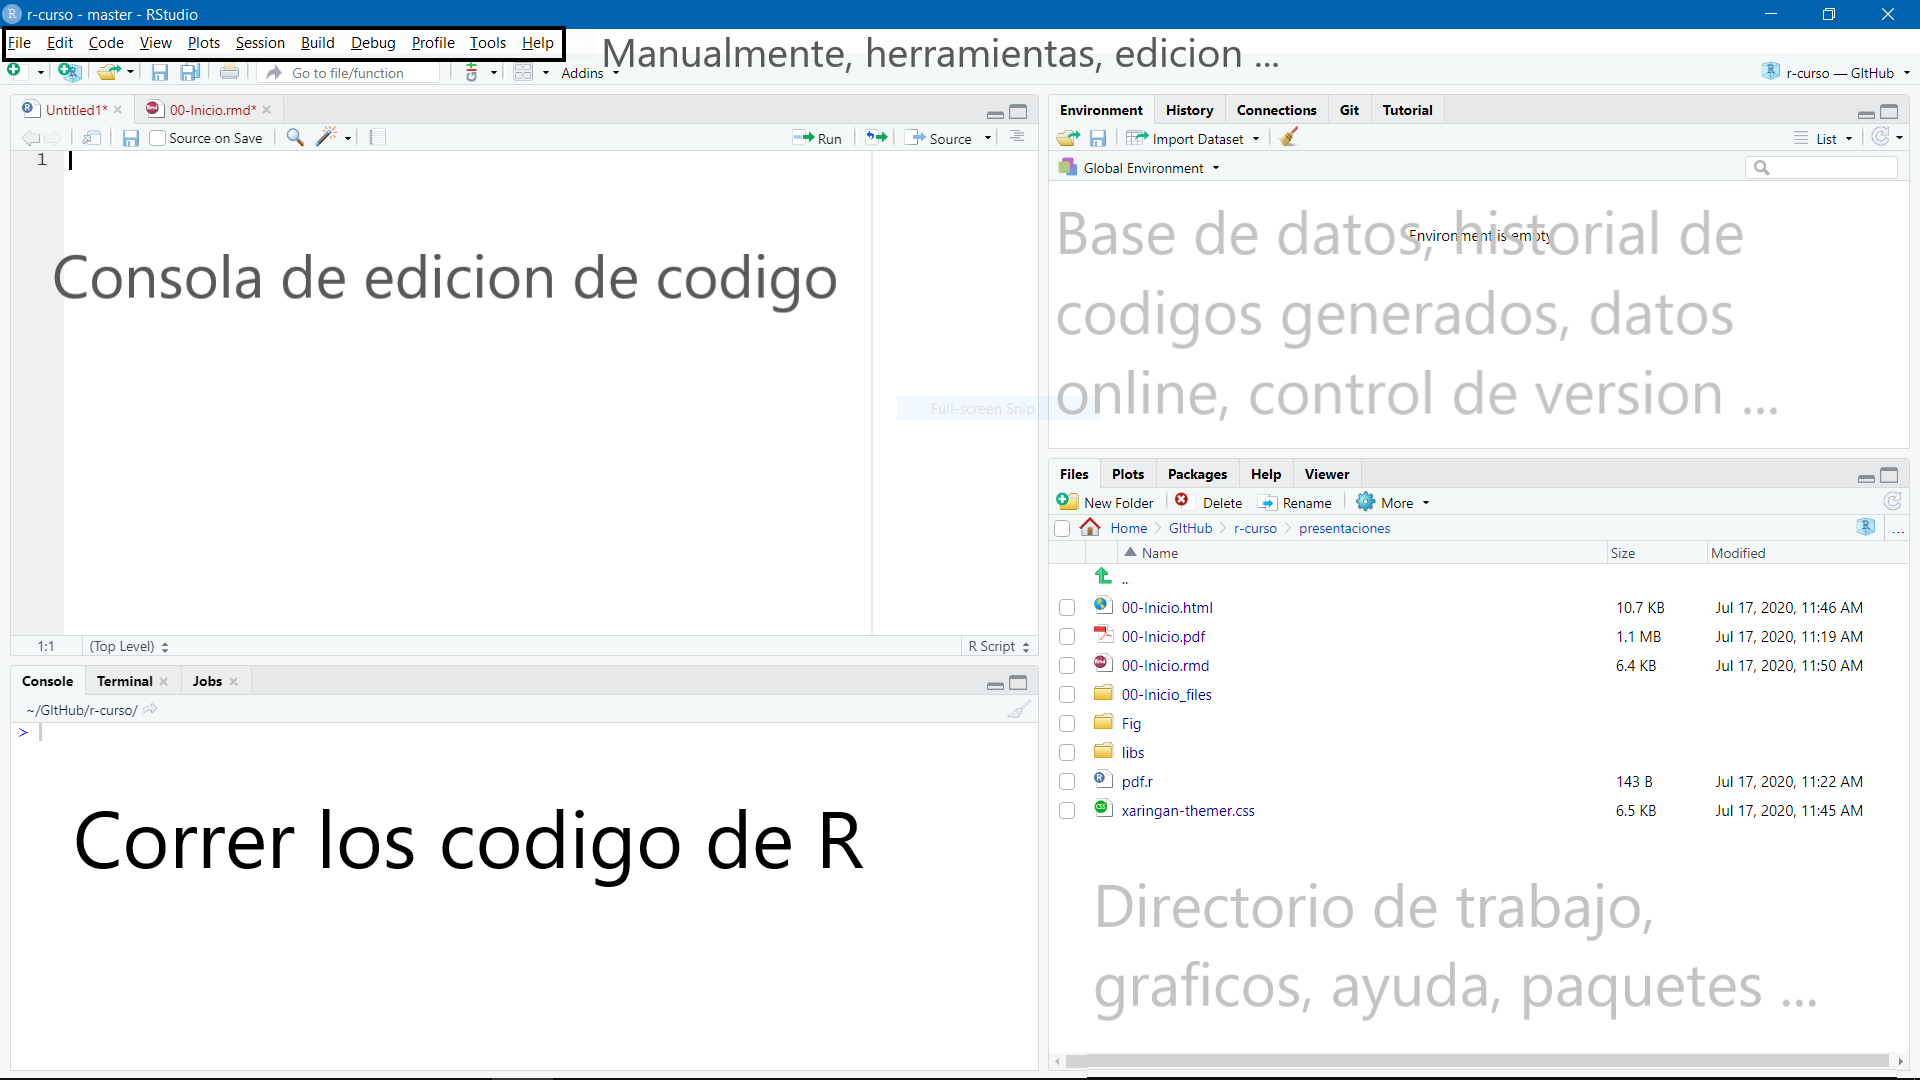 r-curso - master - RStudio
File Edit Code View Plots Session Build Debug Profile Tools Help
Manualmente, herramientas, edicion ...
Go to file/function
Addins
r-curso — GItHub
Untitled1*
00-Inicio.rmd*
Source on Save
Run
Source
1
Consola de edicion de codigo
Full-screen Snip
1:1
(Top Level)
R Script
Console Terminal Jobs
~/GItHub/r-curso/
>
Correr los codigo de R
Environment History Connections Git Tutorial
Import Dataset
List
Global Environment
Environment is empty
Base de datos, historial de
codigos generados, datos
online, control de version ...
Files Plots Packages Help Viewer
New Folder Delete Rename More
Home GItHub r-curso presentaciones
...
Name Size Modified
..
00-Inicio.html 10.7 KB Jul 17, 2020, 11:46 AM
00-Inicio.pdf 1.1 MB Jul 17, 2020, 11:19 AM
00-Inicio.rmd 6.4 KB Jul 17, 2020, 11:50 AM
00-Inicio_files
Fig
libs
pdf.r 143 B Jul 17, 2020, 11:22 AM
xaringan-themer.css 6.5 KB Jul 17, 2020, 11:45 AM
Directorio de trabajo,
graficos, ayuda, paquetes ...